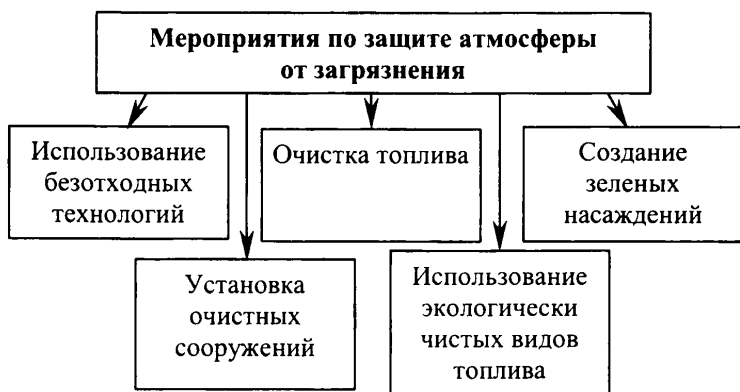 Мероприятия по защите атмосферы
от загрязнения
Использование
безотходных
технологий
Очистка топлива
Создание
зеленых
насаждений
Установка
очистных
сооружений
Использование
экологически
чистых видов
топлива